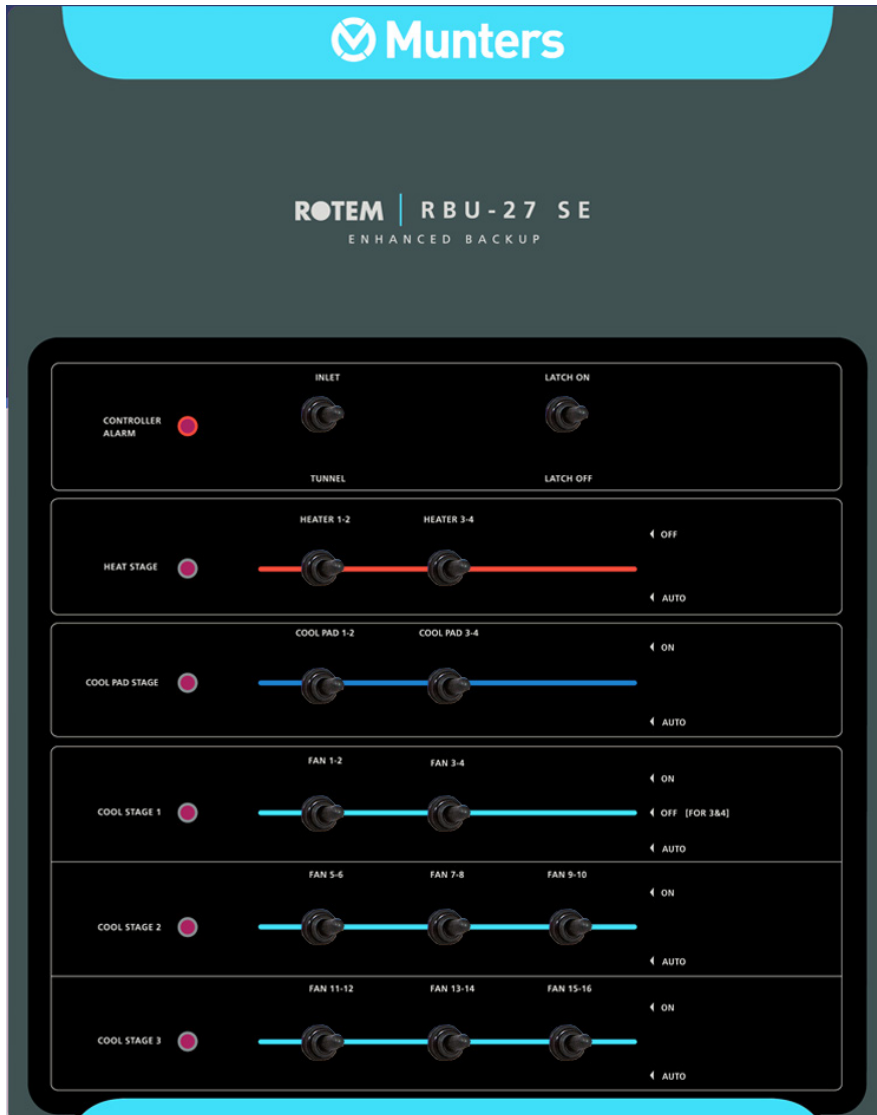 Munters
ROTEM | RBU-27 SE
ENHANCED BACKUP
INLET
LATCH ON
CONTROLLER
ALARM
TUNNEL
LATCH OFF
HEATER 1-2
HEATER 3-4
OFF
HEAT STAGE
AUTO
COOL PAD 1-2
COOL PAD 3-4
ON
COOL PAD STAGE
AUTO
FAN 1-2
FAN 3-4
ON
COOL STAGE 1
OFF [FOR 3&4]
AUTO
FAN 5-6
FAN 7-8
FAN 9-10
ON
COOL STAGE 2
AUTO
FAN 11-12
FAN 13-14
FAN 15-16
ON
COOL STAGE 3
AUTO